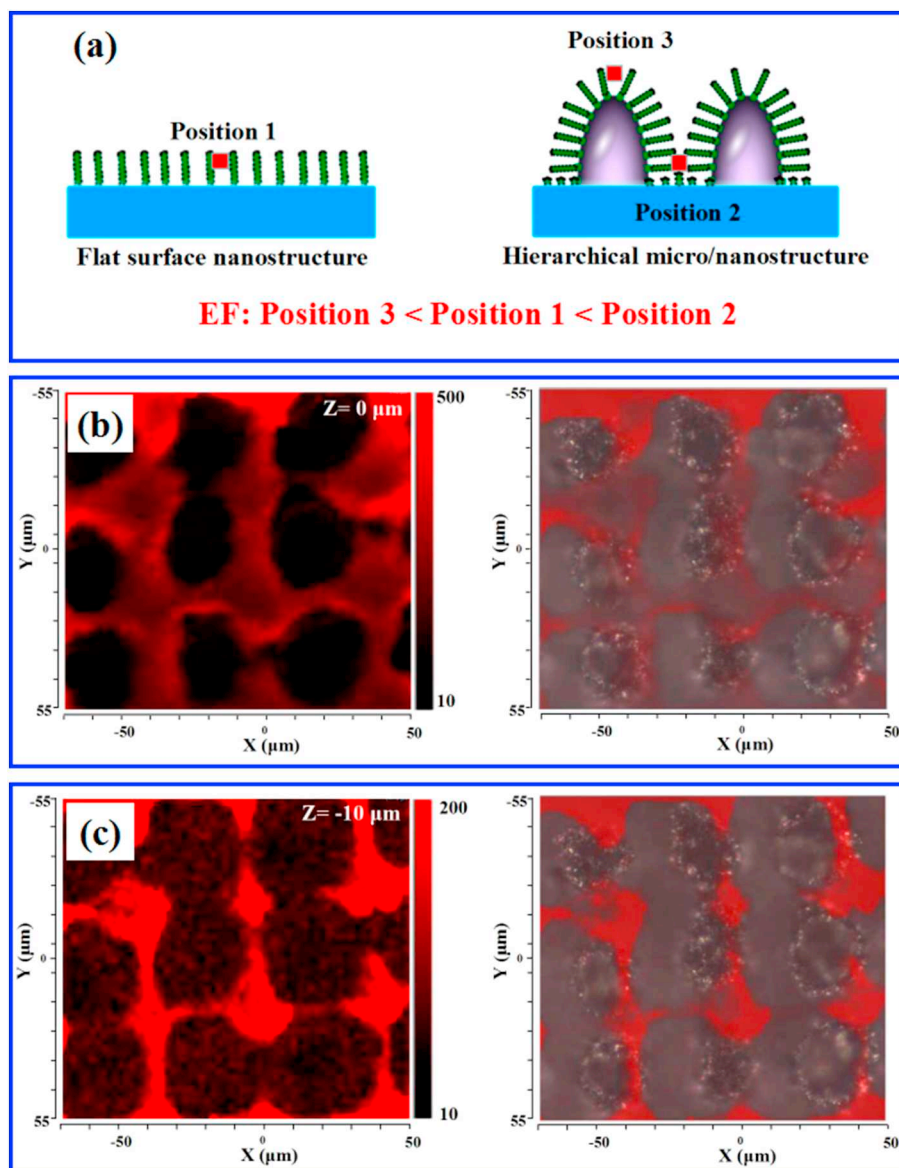 (a)
Position 3
Position 1
Position 2
Flat surface nanostructure
Hierarchical micro/nanostructure
EF: Position 3 < Position 1 < Position 2
(b)
Z= 0 µm
-55
500
-55
Y (µm)
0
Y (µm)
0
55
10
55
-50
0
50
-50
0
50
X (µm)
X (µm)
(c)
Z= -10 µm
-55
200
-55
Y (µm)
0
Y (µm)
0
55
10
55
-50
0
50
-50
0
50
X (µm)
X (µm)